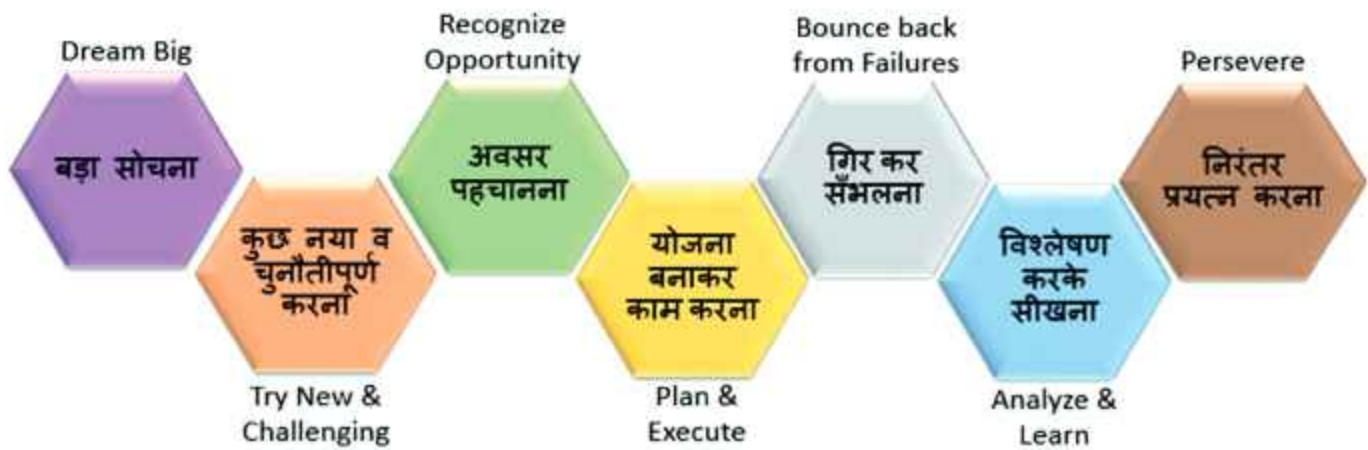 Dream Big
बड़ा सोचना
कुछ नया व
चुनौतीपूर्ण
करना
Try New &
Challenging
Recognize
Opportunity
अवसर
पहचानना
योजना
बनाकर
काम करना
Plan &
Execute
Bounce back
from Failures
गिर कर
सँभलना
विश्लेषण
करके
सीखना
Analyze &
Learn
Persevere
निरंतर
प्रयत्न करना